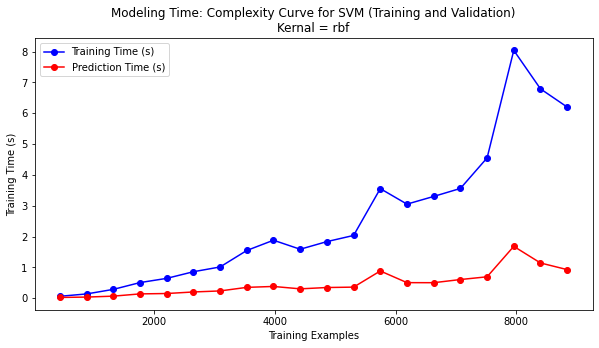 Modeling Time: Complexity Curve for SVM (Training and Validation)
Kernal = rbf
Training Time (s)
Prediction Time (s)
Training Time (s)
8
7
6
5
4
3
2
1
0
2000 4000 6000 8000
Training Examples